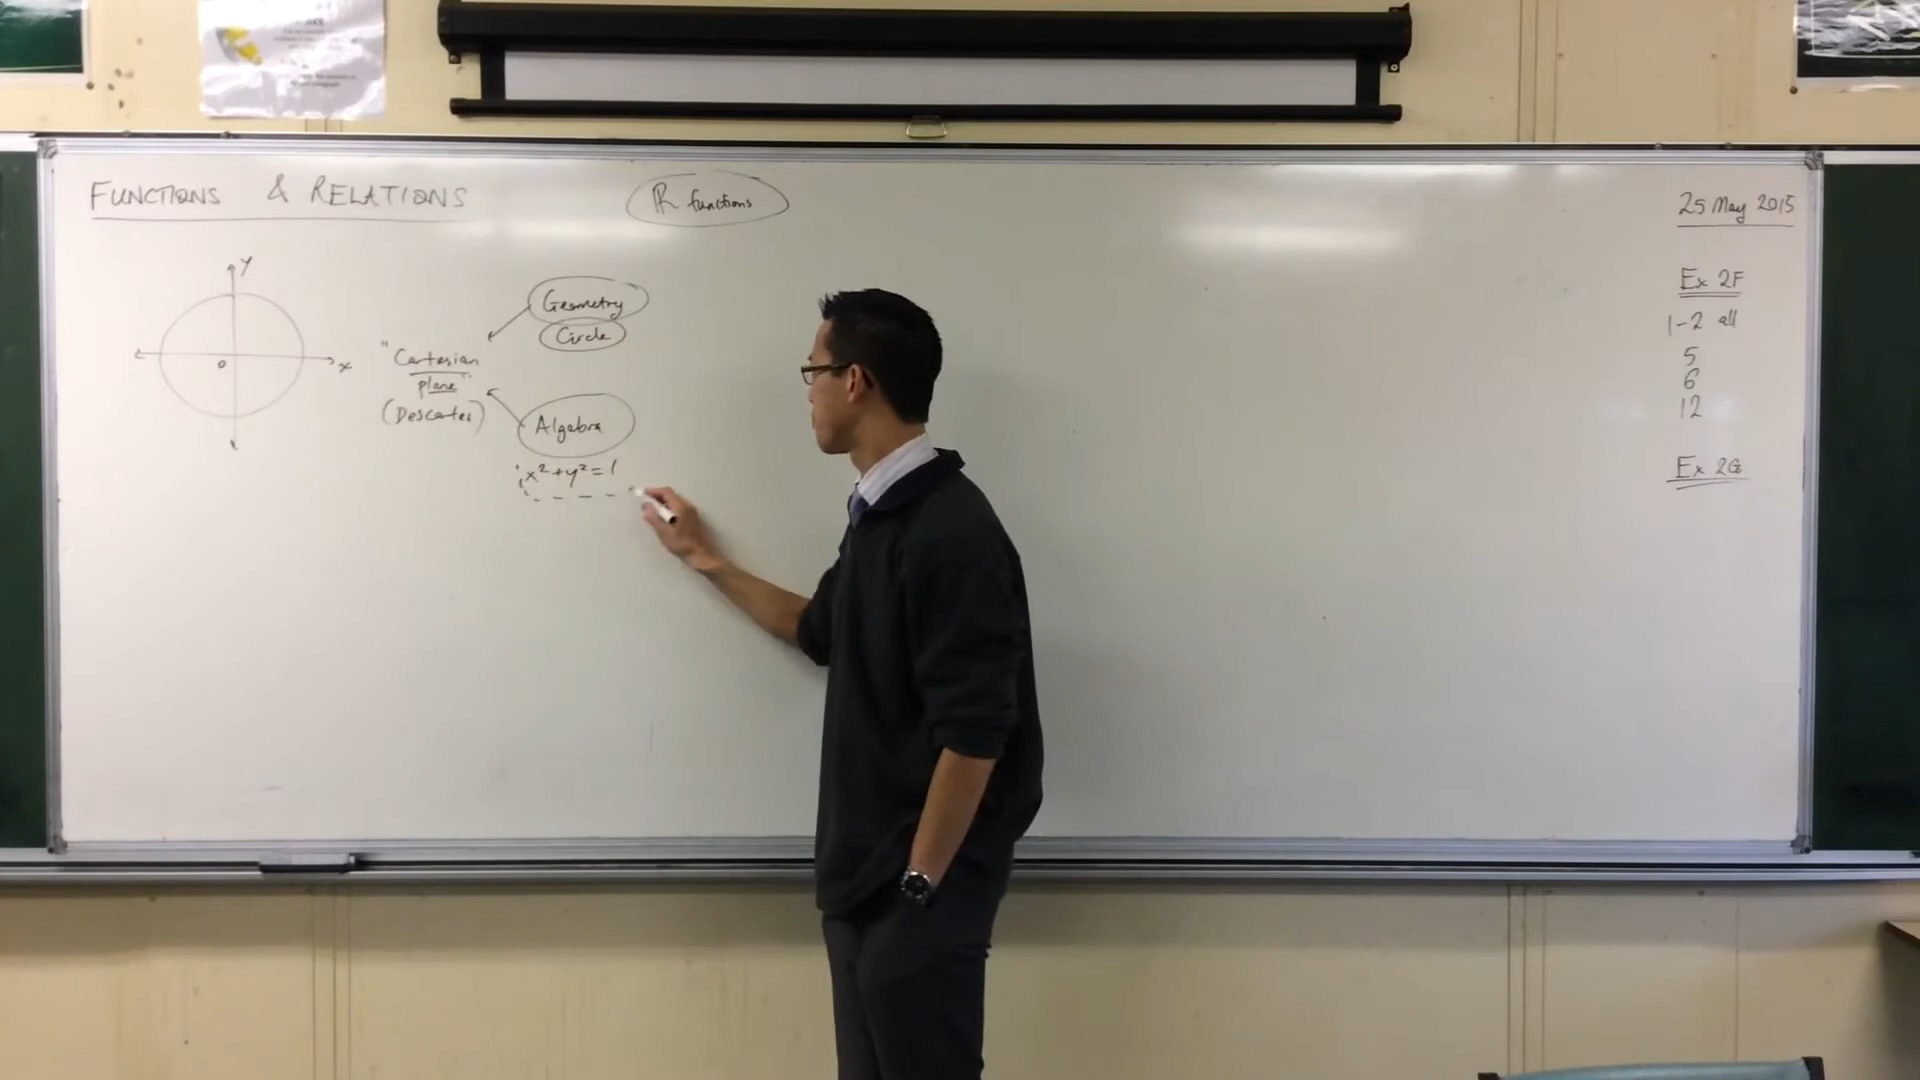 FUNCTIONS & RELATIONS
ℝ functions
25 May 2015
y
x
0
Geometry
Circle
"Cartesian
plane"
(Descartes)
Algebra
x²+y²=1
Ex 2F
1-2 all
5
6
12
Ex 2G